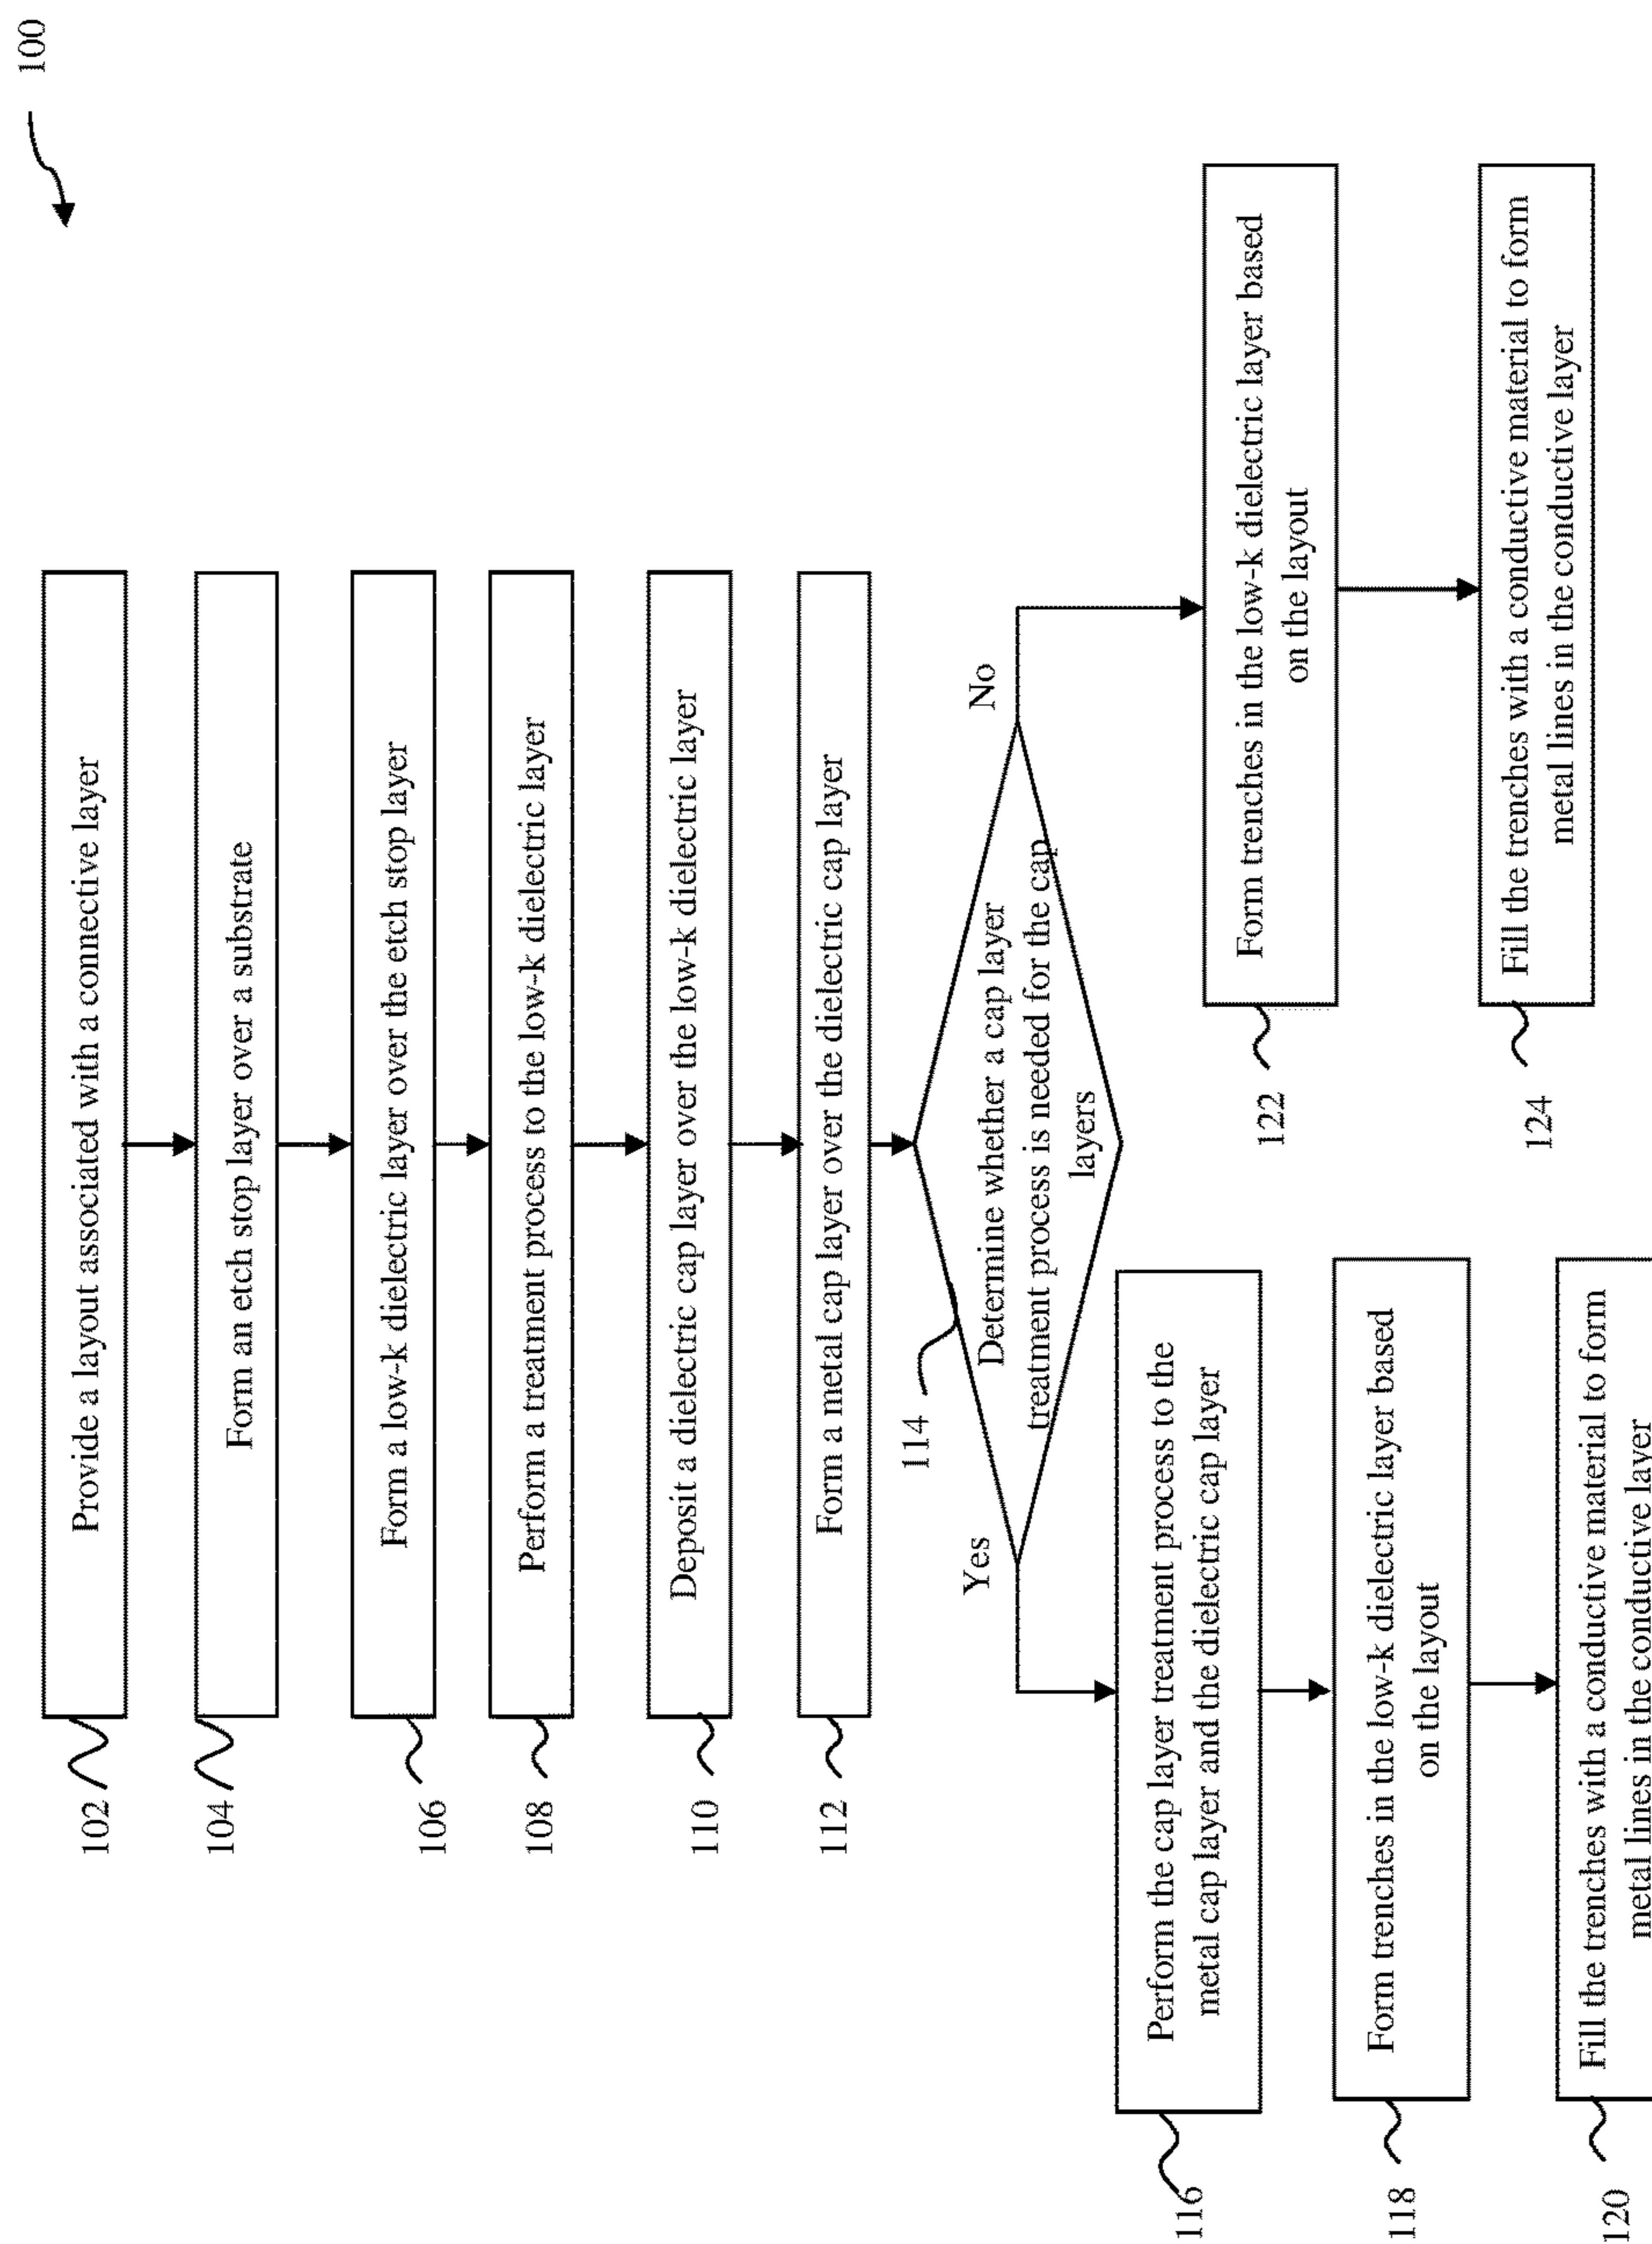 100
102
Provide a layout associated with a connective layer
104
Form an etch stop layer over a substrate
106
Form a low-k dielectric layer over the etch stop layer
108
Perform a treatment process to the low-k dielectric layer
110
Deposit a dielectric cap layer over the low-k dielectric layer
112
Form a metal cap layer over the dielectric cap layer
114
Determine whether a cap layer
treatment process is needed for the cap
layers
Yes
No
116
Perform the cap layer treatment process to the
metal cap layer and the dielectric cap layer
118
Form trenches in the low-k dielectric layer based
on the layout
120
Fill the trenches with a conductive material to form
metal lines in the conductive layer
122
Form trenches in the low-k dielectric layer based
on the layout
124
Fill the trenches with a conductive material to form
metal lines in the conductive layer